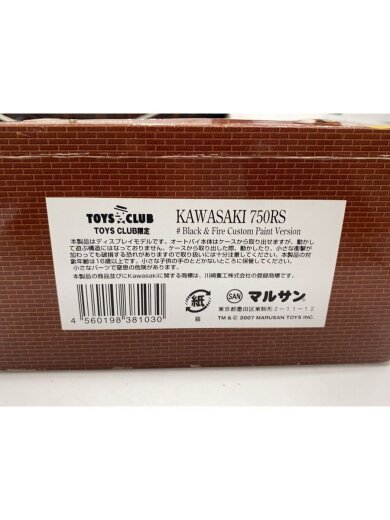 TOYS CLUB
TOYS CLUB限定
KAWASAKI 750RS
# Black & Fire Custom Paint Version
本製品はディスプレイモデルです。オートバイ本体はケースから取り出せますが、動かし
て遊ぶ構造にはなっておりません。ケースから取り出した際、動かしたり、小さな衝撃が
加わっても破損する恐れがありますので取り扱いには十分注意してください。本製品の対
象年齢は16歳以上です。小さな子供の手のとどかないところに保管してください。
小さなパーツで窒息の危険があります。
本製品の商品並びにKawasakiに関する商標は、川崎重工株式会社の登録商標です。
紙
箱
SAN マルサン
東京都墨田区東駒形2-11-12
TM & © 2007 MARUSAN TOYS INC.
4 560198 381030